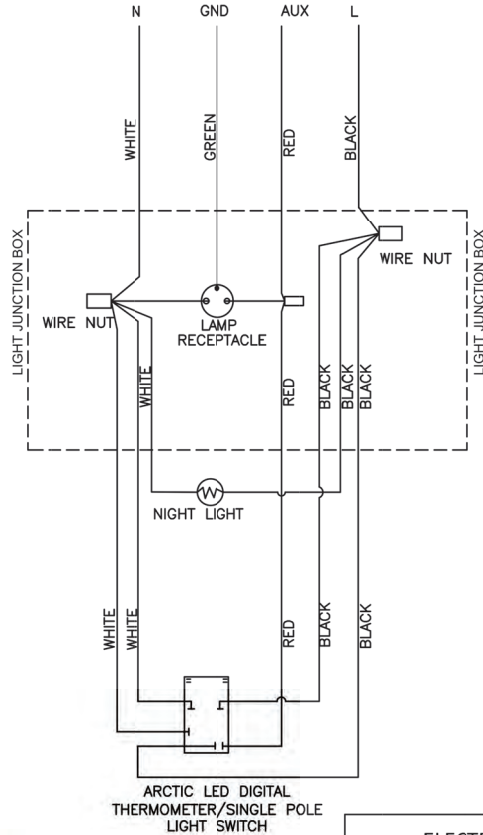 N GND AUX L
WHITE GREEN RED BLACK
LIGHT JUNCTION BOX
LIGHT JUNCTION BOX
WIRE NUT
WIRE NUT
LAMP
RECEPTACLE
WHITE RED BLACK BLACK BLACK
NIGHT LIGHT
WHITE WHITE RED BLACK BLACK
ARCTIC LED DIGITAL
THERMOMETER/SINGLE POLE
LIGHT SWITCH